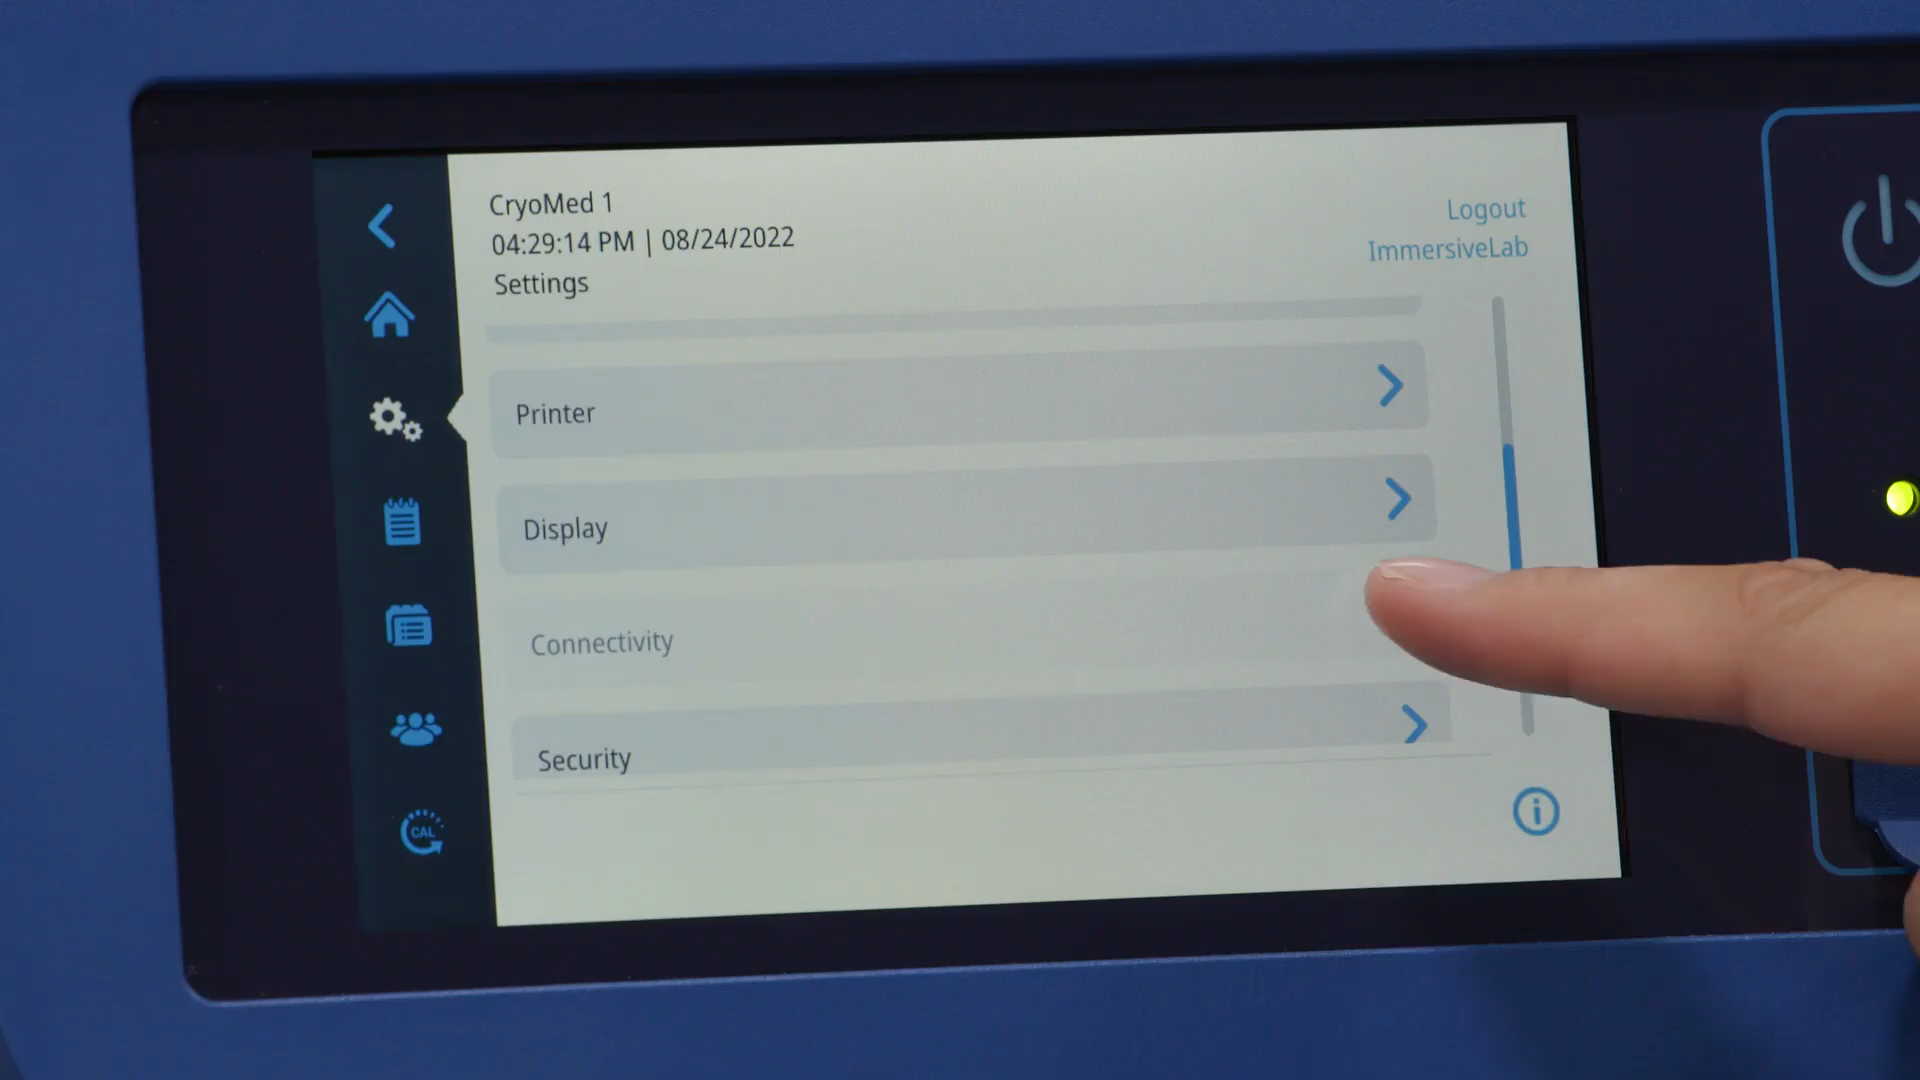 CryoMed 1
04:29:14 PM | 08/24/2022
Settings
Logout
ImmersiveLab
Printer
Display
Connectivity
Security
CAL